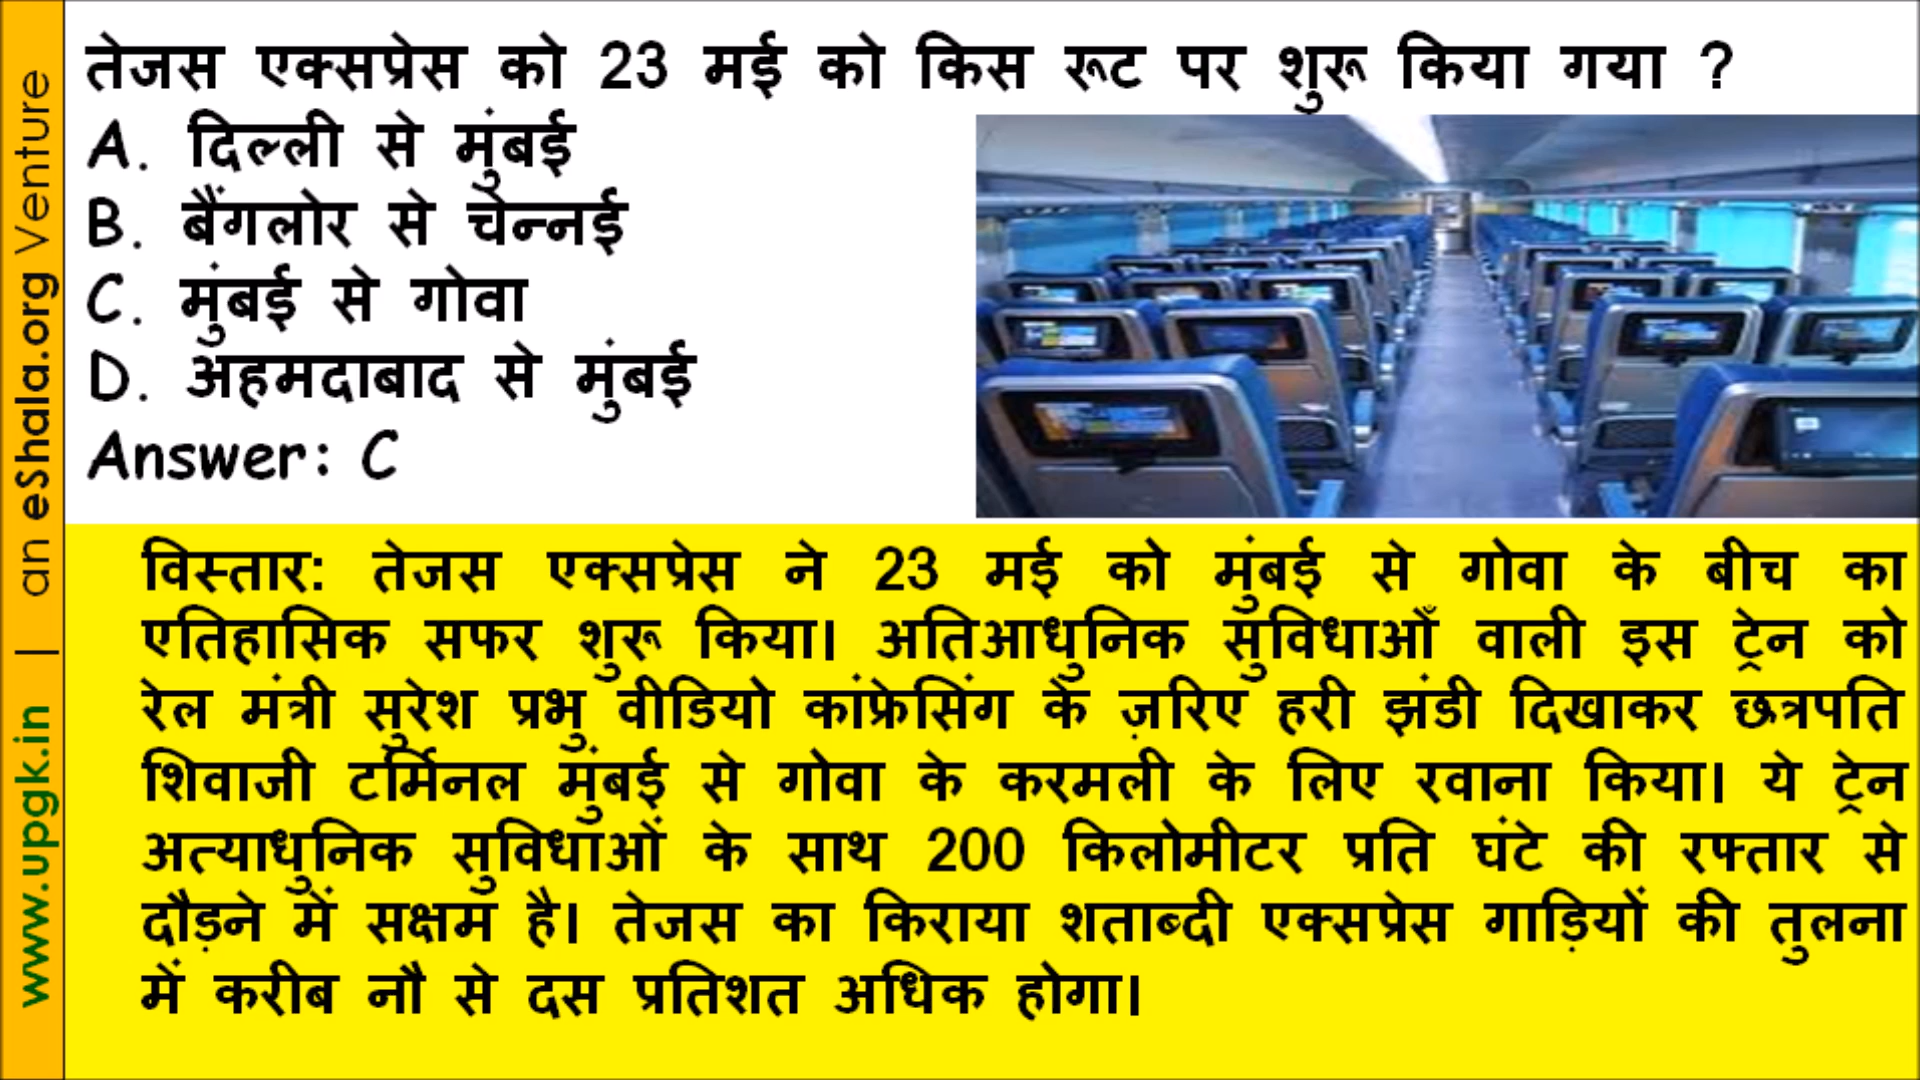 तेजस एक्सप्रेस को 23 मई को किस रूट पर शुरू किया गया ?
A. दिल्ली से मुंबई
B. बैंगलोर से चेन्नई
C. मुंबई से गोवा
D. अहमदाबाद से मुंबई
Answer: C
विस्तार: तेजस एक्सप्रेस ने 23 मई को मुंबई से गोवा के बीच का
एतिहासिक सफर शुरू किया। अतिआधुनिक सुविधाओँ वाली इस ट्रेन को
रेल मंत्री सुरेश प्रभु वीडियो कांफ्रेसिंग के ज़रिए हरी झंडी दिखाकर छत्रपति
शिवाजी टर्मिनल मुंबई से गोवा के करमली के लिए रवाना किया। ये ट्रेन
अत्याधुनिक सुविधाओं के साथ 200 किलोमीटर प्रति घंटे की रफ्तार से
दौड़ने में सक्षम है। तेजस का किराया शताब्दी एक्सप्रेस गाड़ियों की तुलना
में करीब नौ से दस प्रतिशत अधिक होगा।
www.upgk.in | an eShala.org Venture